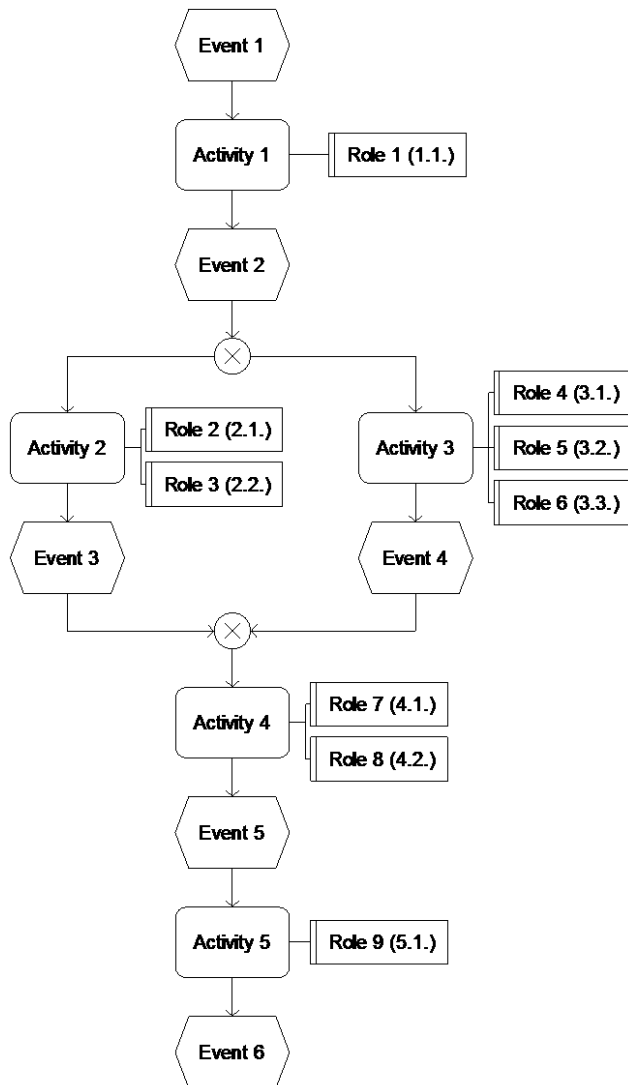 Event 1
Activity 1
Role 1 (1.1.)
Event 2
Activity 2
Role 2 (2.1.)
Role 3 (2.2.)
Activity 3
Role 4 (3.1.)
Role 5 (3.2.)
Role 6 (3.3.)
Event 3
Event 4
Activity 4
Role 7 (4.1.)
Role 8 (4.2.)
Event 5
Activity 5
Role 9 (5.1.)
Event 6